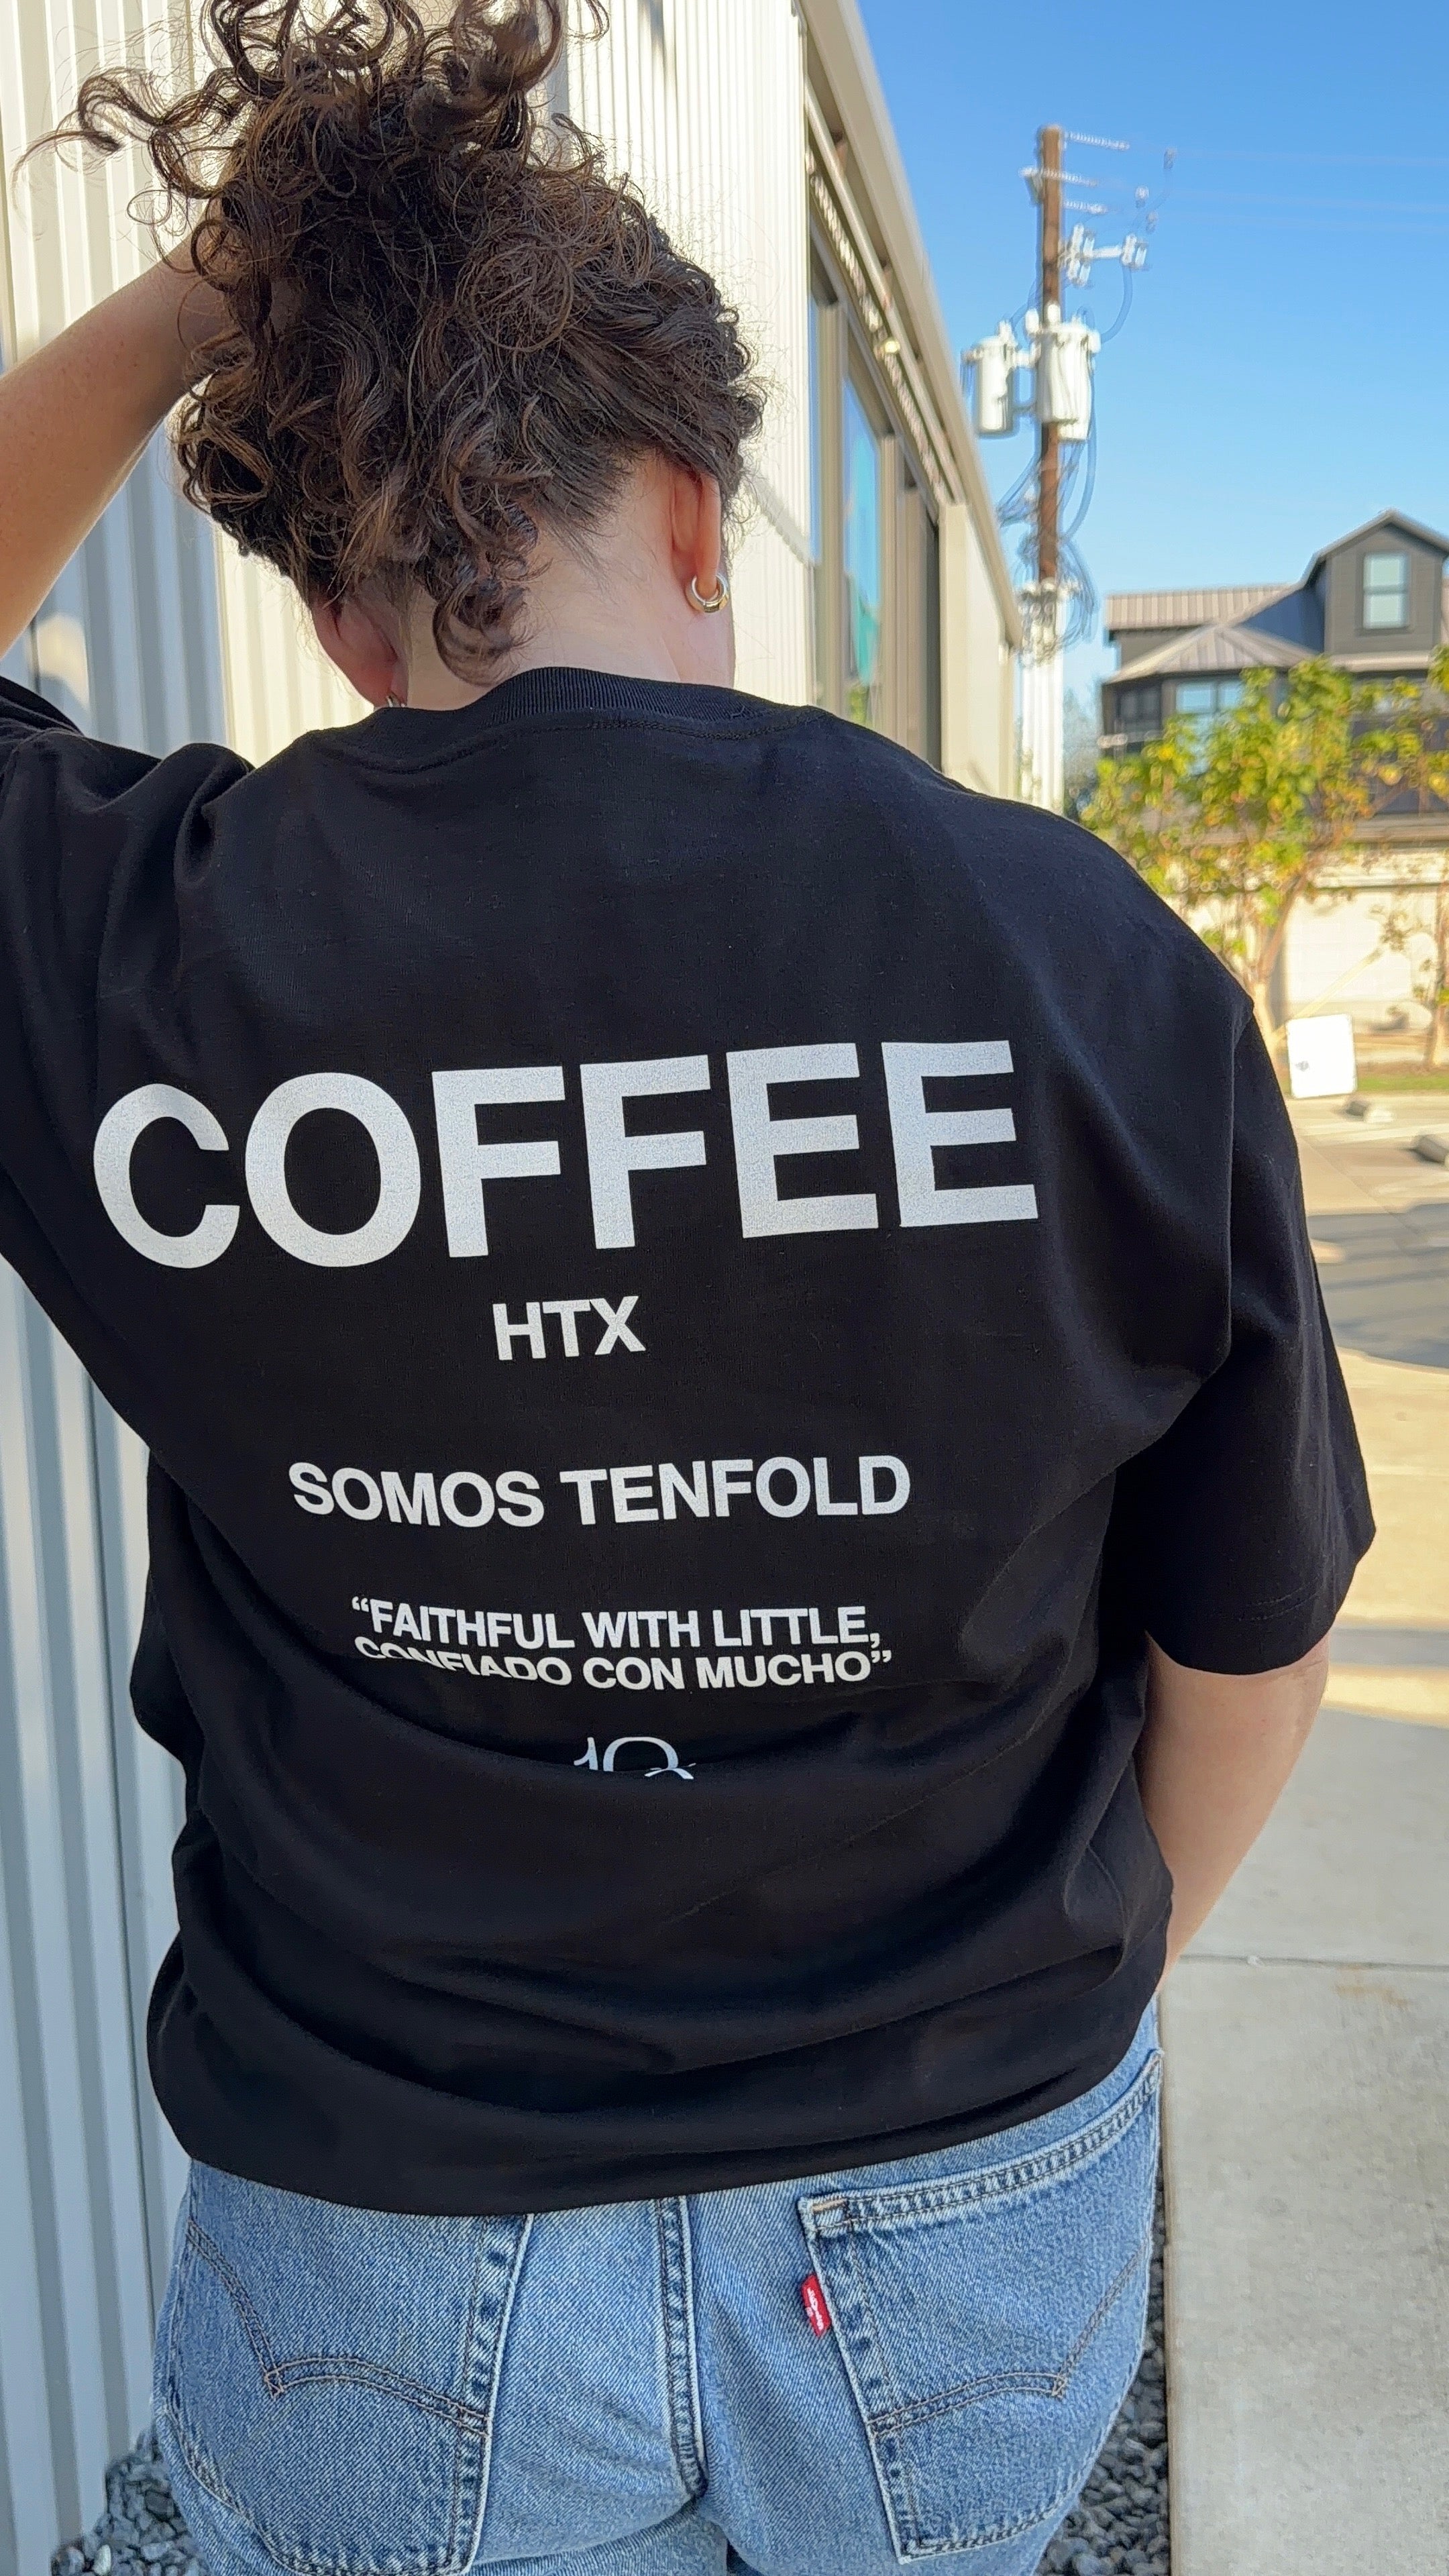 COFFEE
HTX
SOMOS TENFOLD
“FAITHFUL WITH LITTLE,
CONFIADO CON MUCHO”